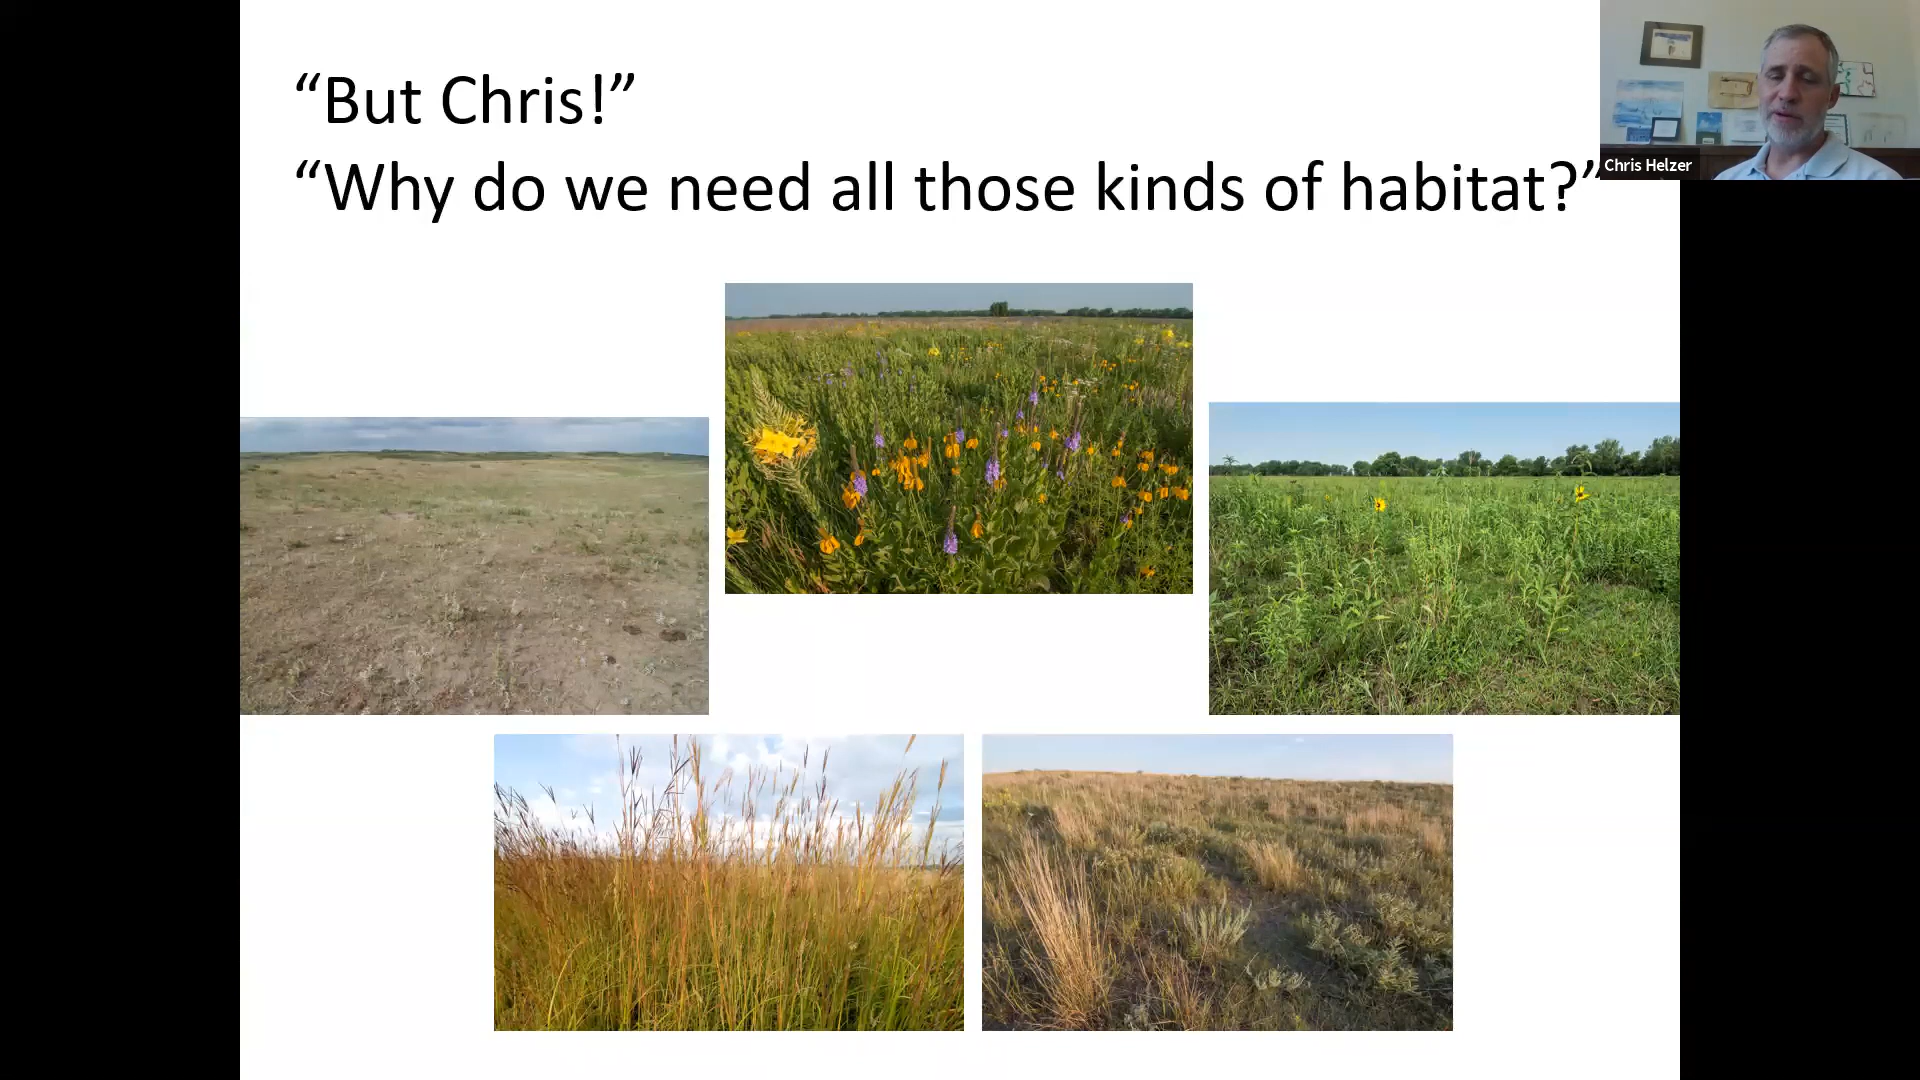 “But Chris!”
“Why do we need all those kinds of habitat?”
Chris Helzer